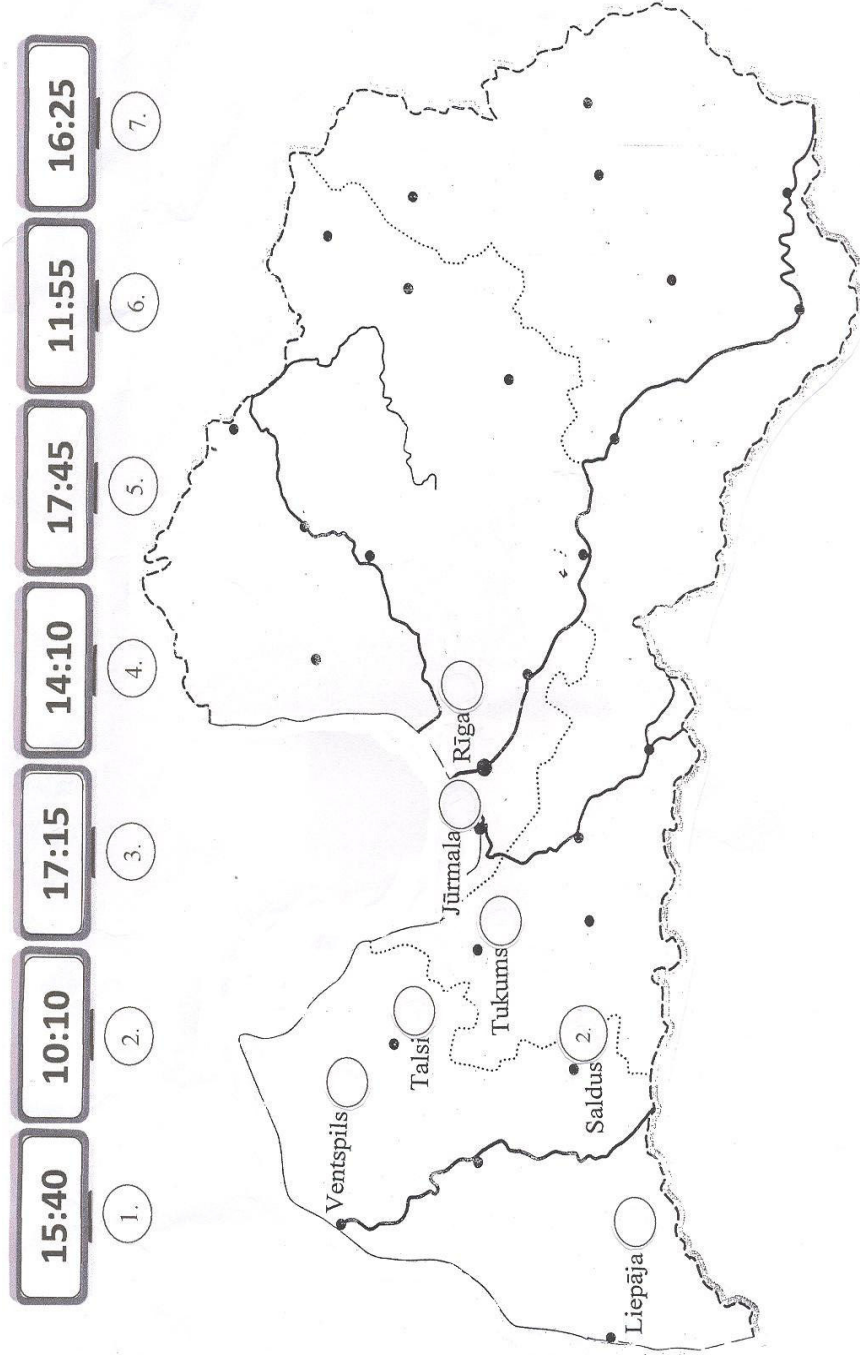 15:40 10:10 17:15 14:10 17:45 11:55 16:25
1. 2. 3. 4. 5. 6. 7.
Ventspils
Talsi
Jūrmala
Rīga
Tukums
2.
Saldus
Liepāja